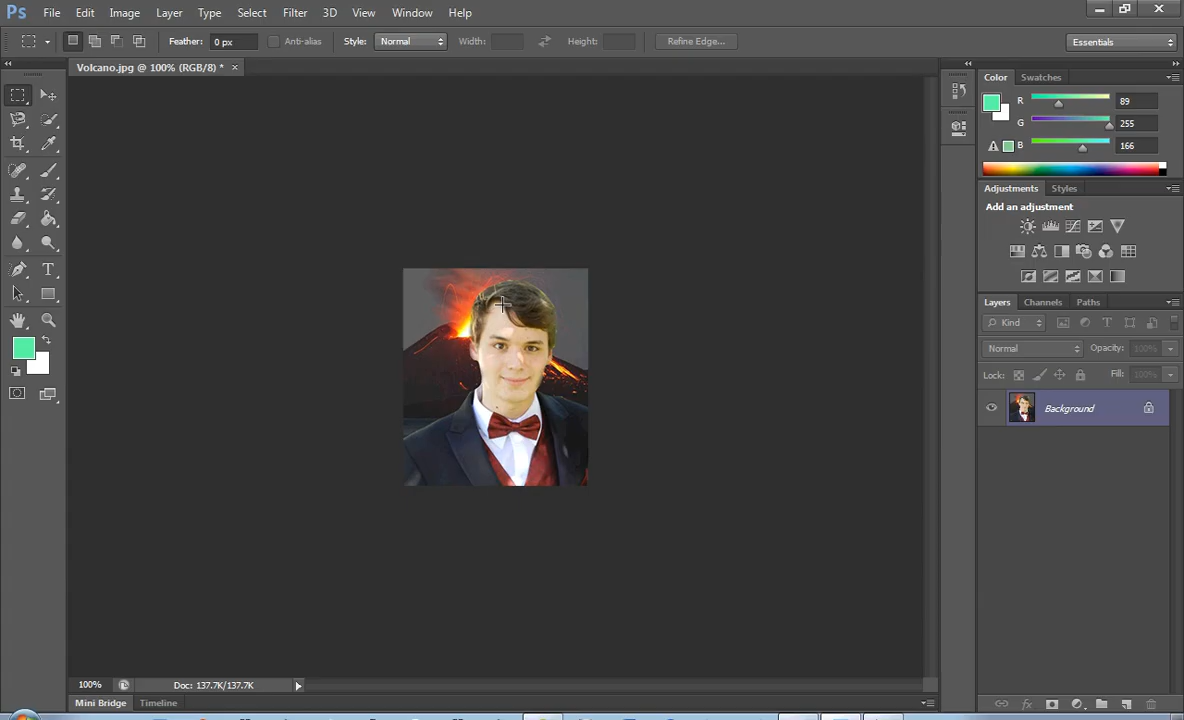 Ps File Edit Image Layer Type Select Filter 3D View Window Help
Feather: 0 px Anti-alias Style: Normal Width: Height: Refine Edge... Essentials
Volcano.jpg @ 100% (RGB/8) * ×
Color Swatches
R 89
G 255
B 166
Adjustments Styles
Add an adjustment
Layers Channels Paths
Kind
Normal Opacity: 100%
Lock: Fill: 100%
Background
100% Doc: 137.7K/137.7K
Mini Bridge Timeline